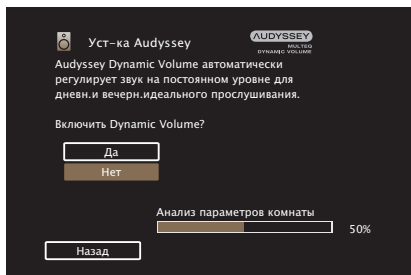 Уст-ка Audyssey
AUDYSSEY
MULTEQ
DYNAMIC VOLUME
Audyssey Dynamic Volume автоматически
регулирует звук на постоянном уровне для
дневн.и вечерн.идеального прослушивания.
Включить Dynamic Volume?
Да
Нет
Анализ параметров комнаты
50%
Назад